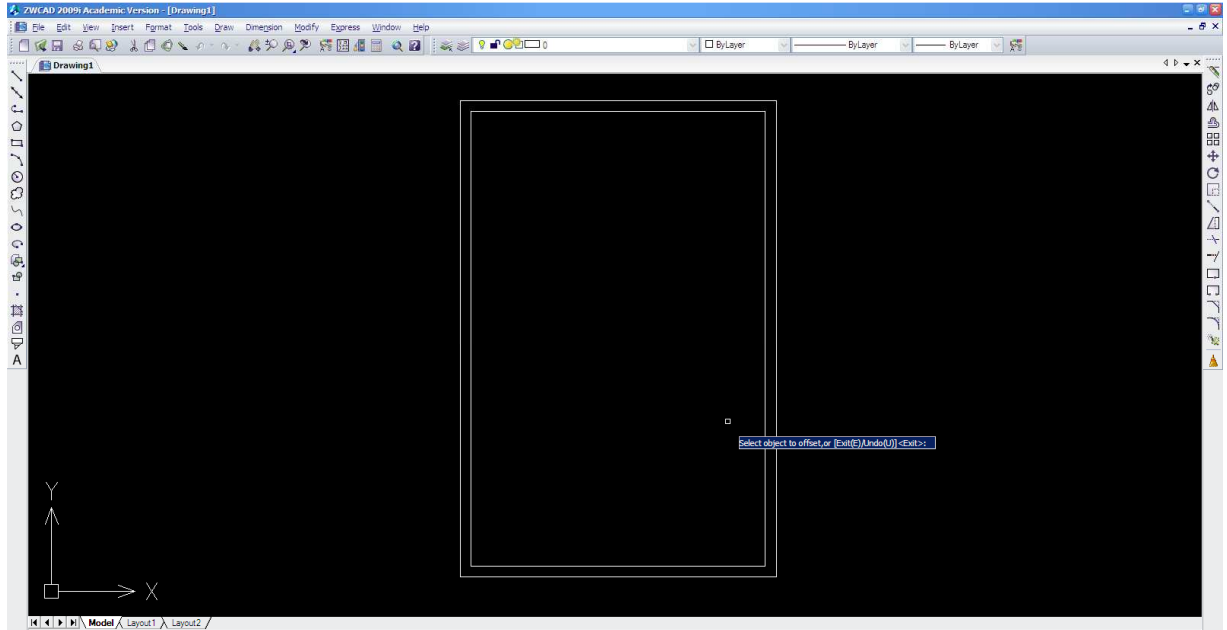 ZWCAD 2009i Academic Version - [Drawing1]
File Edit View Insert Format Tools Draw Dimension Modify Express Window Help
0 ByLayer ByLayer ByLayer
Drawing1
A
Select object to offset,or [Exit(E)/Undo(U)] <Exit>:
Y
X
Model Layout1 Layout2